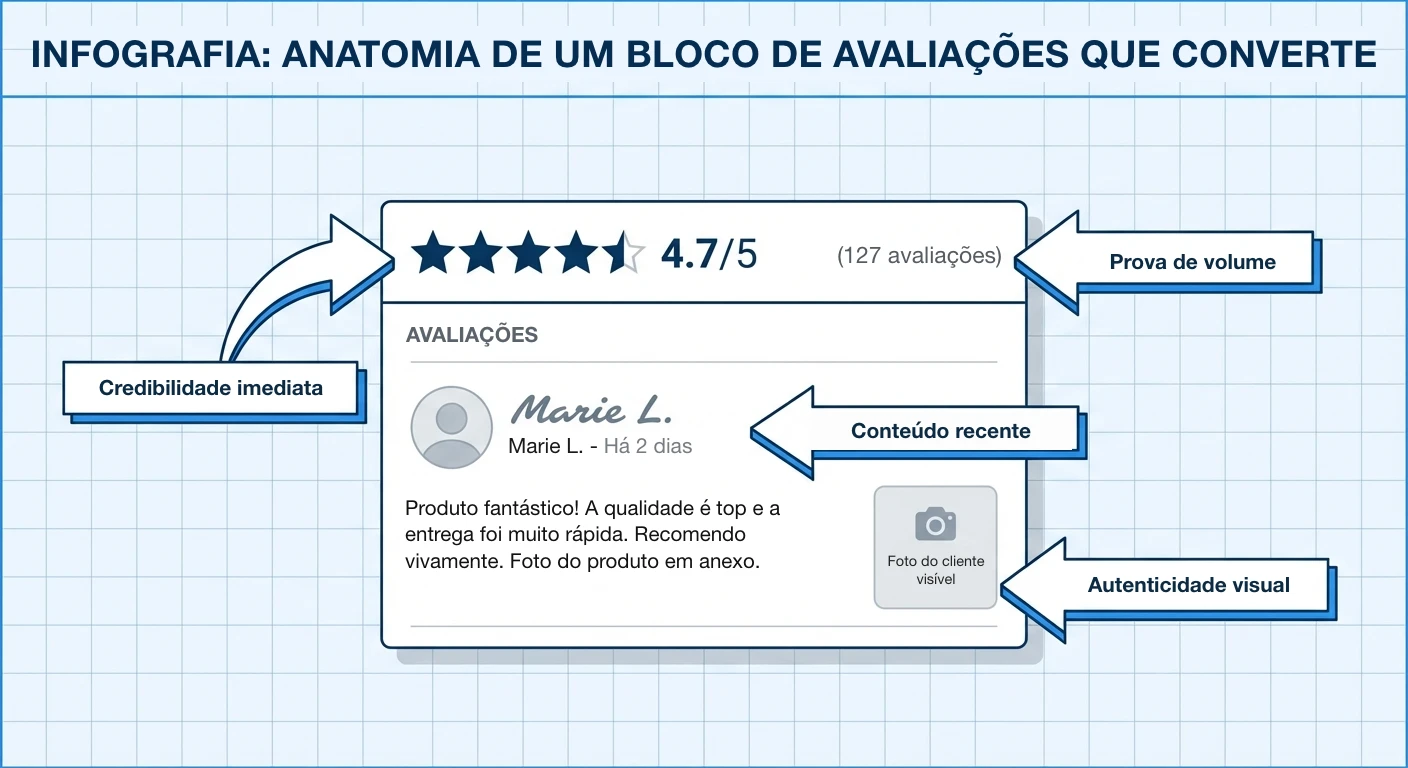 INFOGRAFIA: ANATOMIA DE UM BLOCO DE AVALIAÇÕES QUE CONVERTE
4.7/5
(127 avaliações)
Prova de volume
Credibilidade imediata
AVALIAÇÕES
Marie L.
Marie L. - Há 2 dias
Conteúdo recente
Produto fantástico! A qualidade é top e a
entrega foi muito rápida. Recomendo
vivamente. Foto do produto em anexo.
Foto do cliente
visível
Autenticidade visual